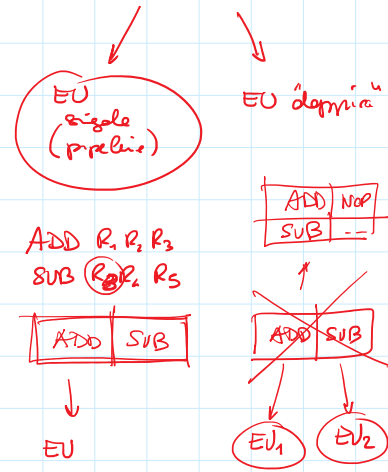 EU
singola
(pipeline)
EU "doppia"
ADD R1 R2 R3
SUB R3 R4 R5
ADD SUB
EU
ADD NOP
SUB --
ADD SUB
EU1 EU2